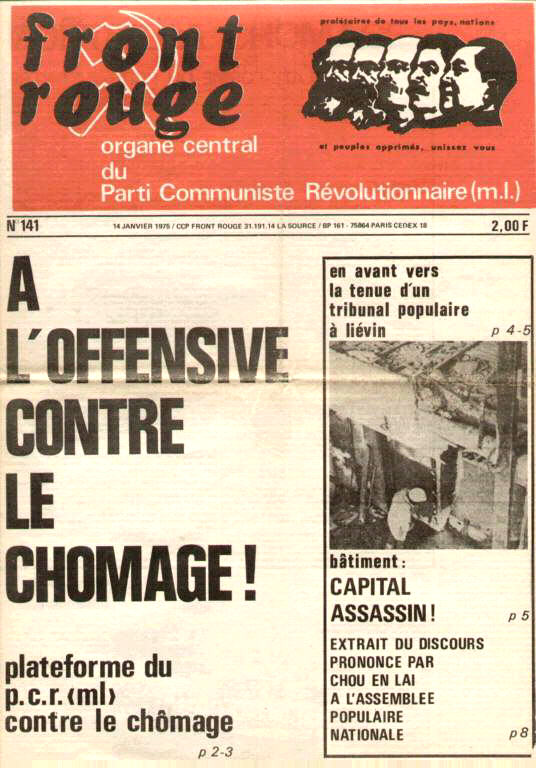 front
rouge
organe central
du
Parti Communiste Révolutionnaire (m.l.)
prolétaires de tous les pays, nations
et peuples opprimés, unissez vous
N°141
14 JANVIER 1975 / CCP FRONT ROUGE 31.191.14 LA SOURCE / BP 161 - 75864 PARIS CEDEX 18
2,00 F
A
L'OFFENSIVE
CONTRE
LE
CHOMAGE !
plateforme du
p.c.r.‹ml›
contre le chômage
p 2-3
en avant vers
la tenue d'un
tribunal populaire
à liévin
p 4-5
bâtiment :
CAPITAL
ASSASSIN !
p 5
EXTRAIT DU DISCOURS
PRONONCE PAR
CHOU EN LAI
A L'ASSEMBLEE
POPULAIRE
NATIONALE
p 8